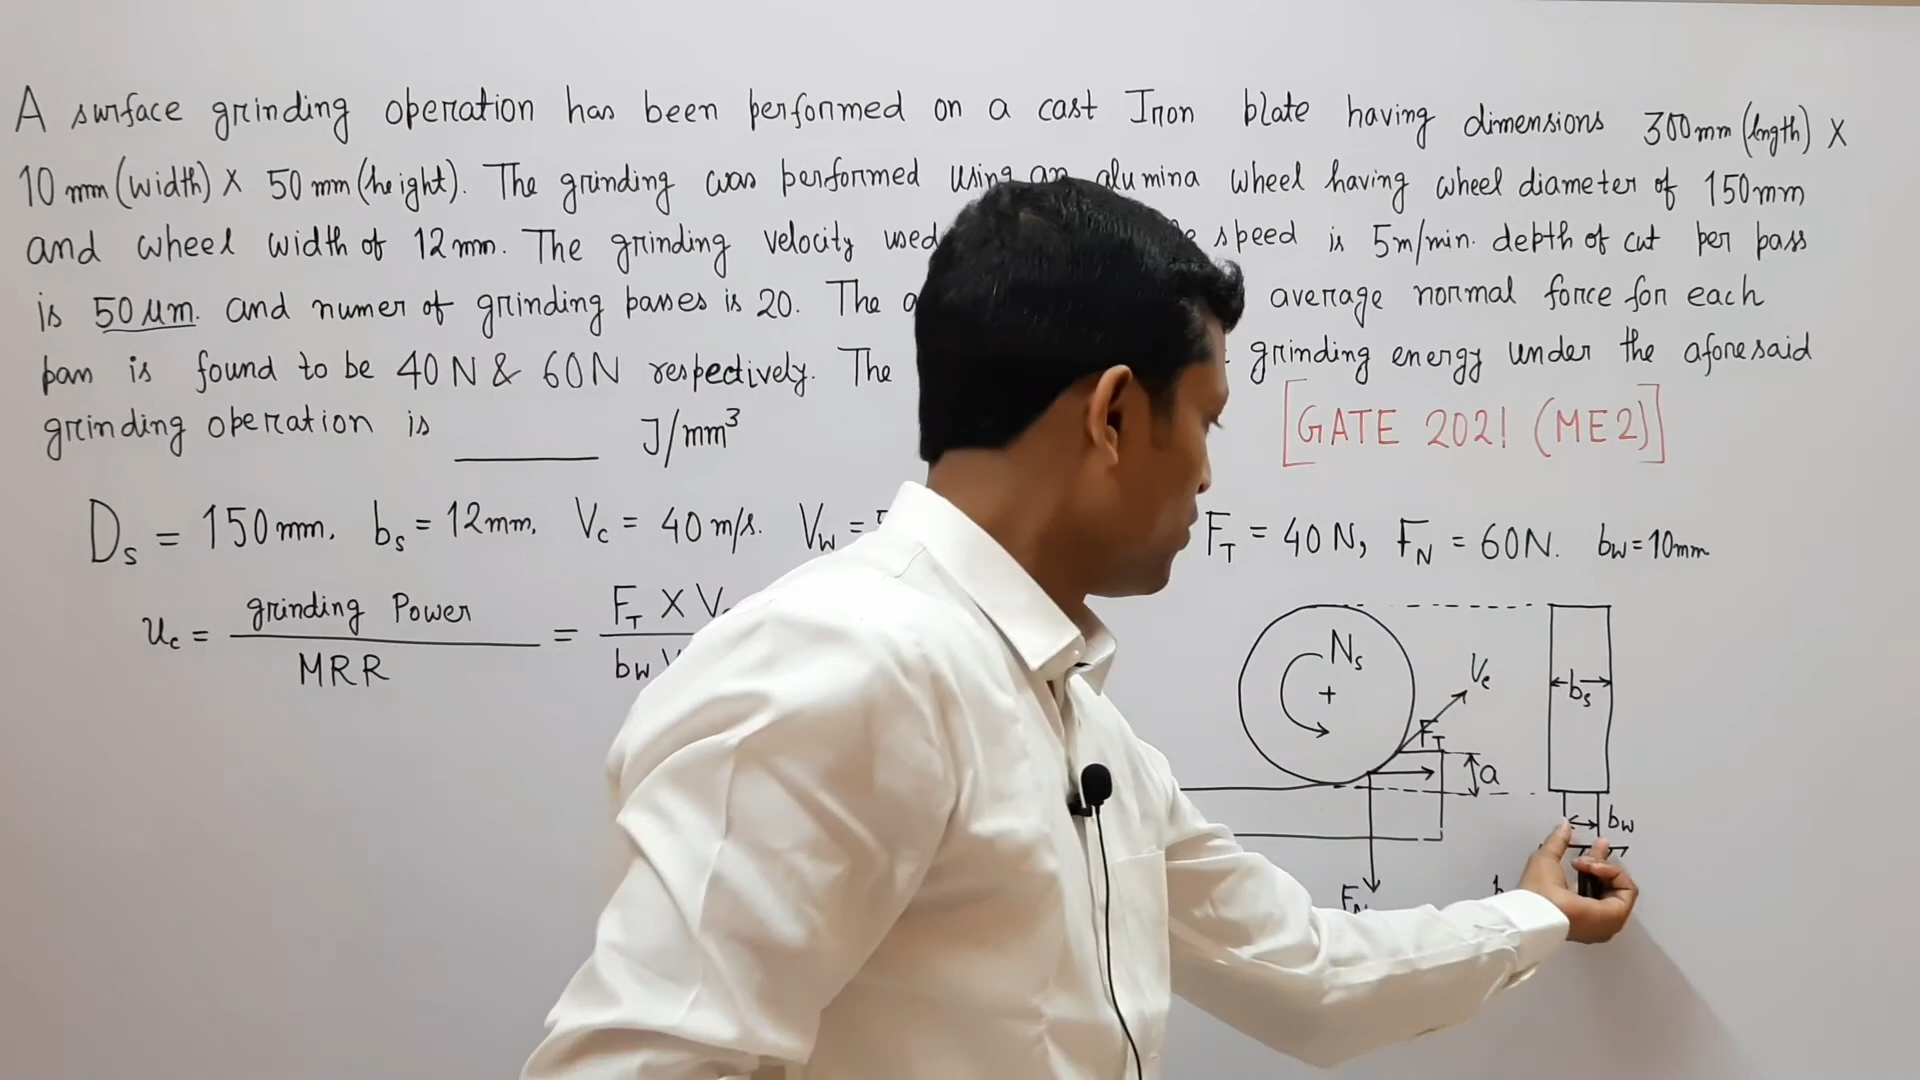 A surface grinding operation has been performed on a cast Iron plate having dimensions 300mm (lngth) X
10 mm (width) X 50 mm (height). The grinding was performed using an alumina wheel having wheel diameter of 150mm
and wheel width of 12mm. The grinding velocity used speed is 5m/min. depth of cut per pass
is 50 μm. and numer of grinding passes is 20. The average normal force for each
pass is found to be 40 N & 60 N respectively. The grinding energy under the aforesaid
grinding operation is ______ J/mm³
[GATE 2021 (ME2)]
Ds = 150mm, bs = 12mm, Vc = 40 m/s. Vw = FT = 40 N, FN = 60N. bw = 10mm
uc = grinding Power / MRR = FT X V / bw
Ns
Vc
FT
a
bs
bw
FN